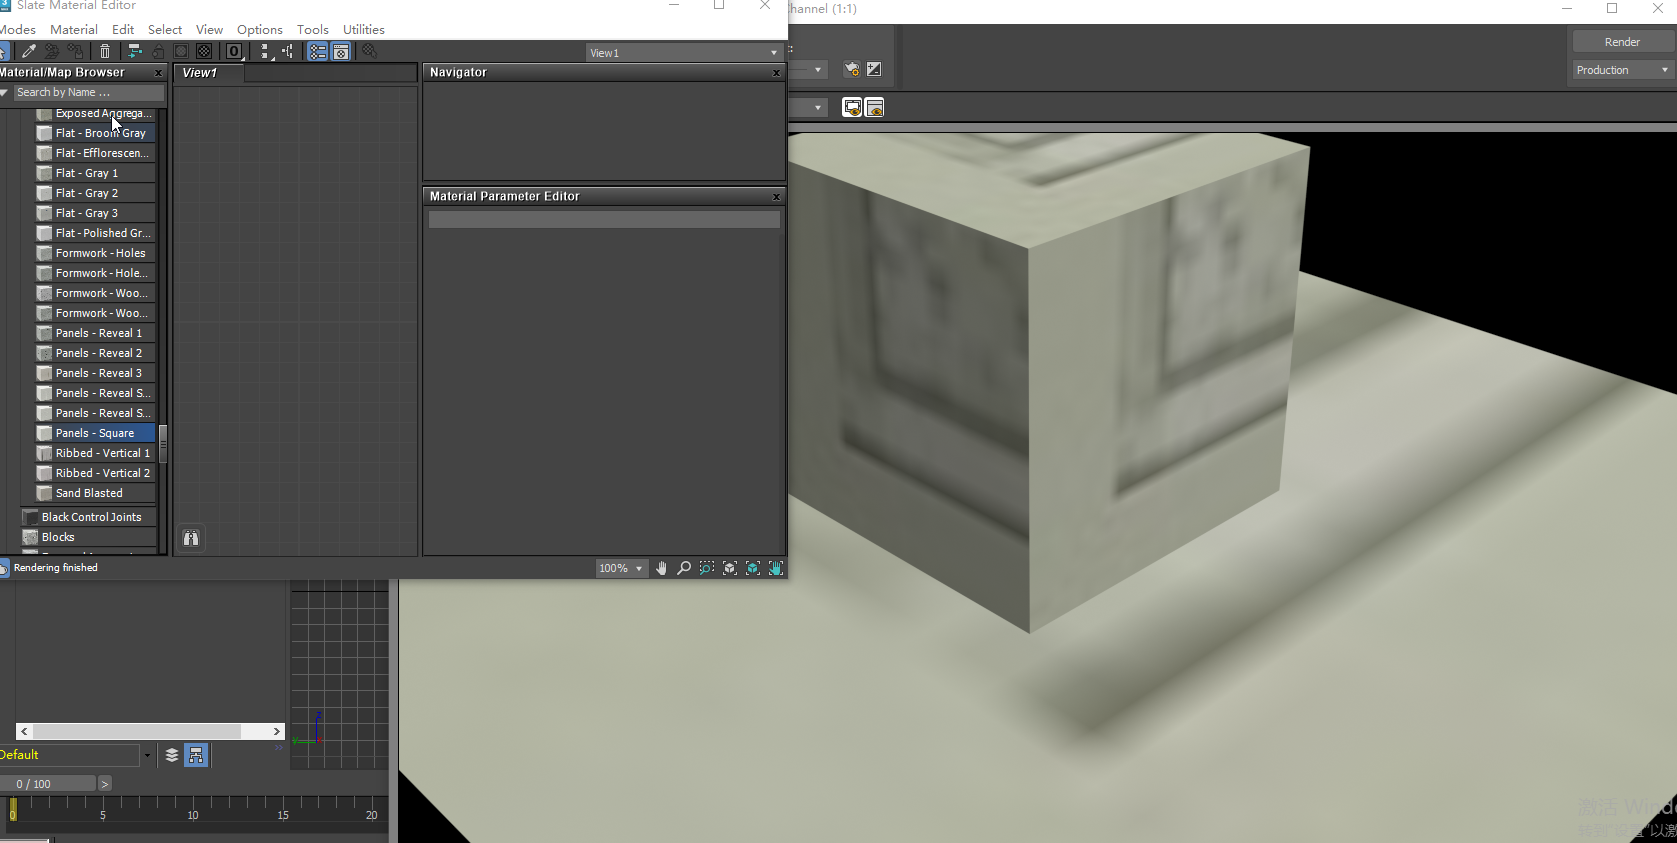 Slate Material Editor
Modes Material Edit Select View Options Tools Utilities
View1
Material/Map Browser
Search by Name ...
Exposed Aggrega...
Flat - Broom Gray
Flat - Efflorescen...
Flat - Gray 1
Flat - Gray 2
Flat - Gray 3
Flat - Polished Gr...
Formwork - Holes
Formwork - Hole...
Formwork - Woo...
Formwork - Woo...
Panels - Reveal 1
Panels - Reveal 2
Panels - Reveal 3
Panels - Reveal S...
Panels - Reveal S...
Panels - Square
Ribbed - Vertical 1
Ribbed - Vertical 2
Sand Blasted
Black Control Joints
Blocks
Rendering finished
View1
Navigator
Material Parameter Editor
100%
Channel (1:1)
Render
Production
z
Default
0 / 100
>
0 5 10 15 20
激活 Windo
转到"设置"以激